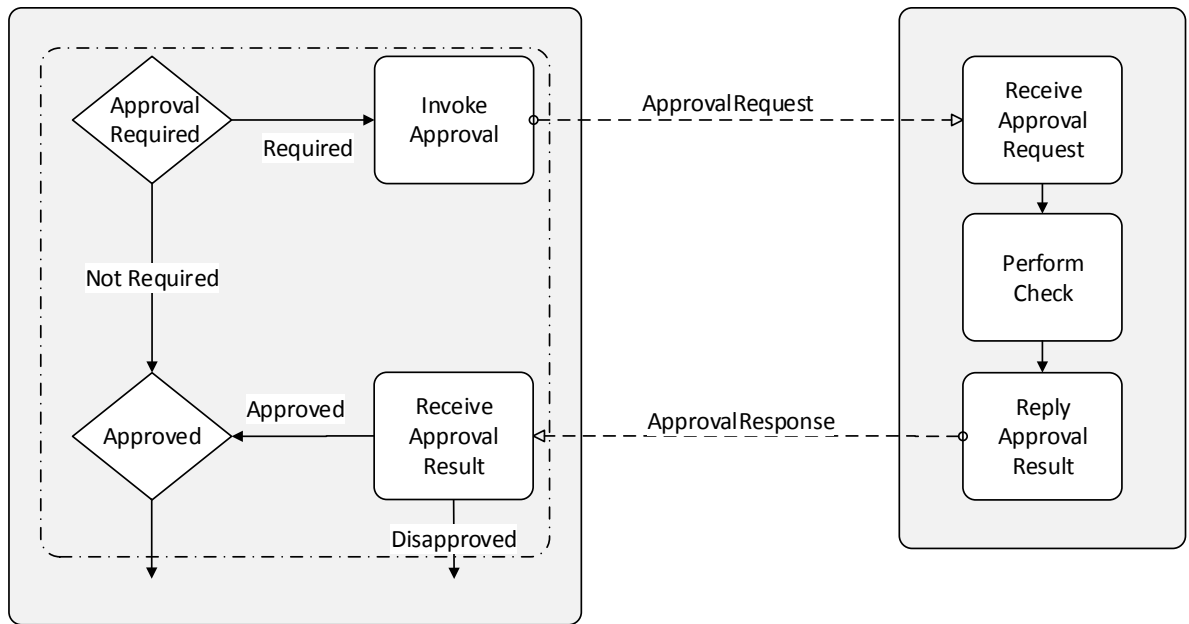 Approval
Required
Required
Invoke
Approval
ApprovalRequest
Receive
Approval
Request
Not Required
Perform
Check
Approved
Approved
Receive
Approval
Result
Disapproved
ApprovalResponse
Reply
Approval
Result